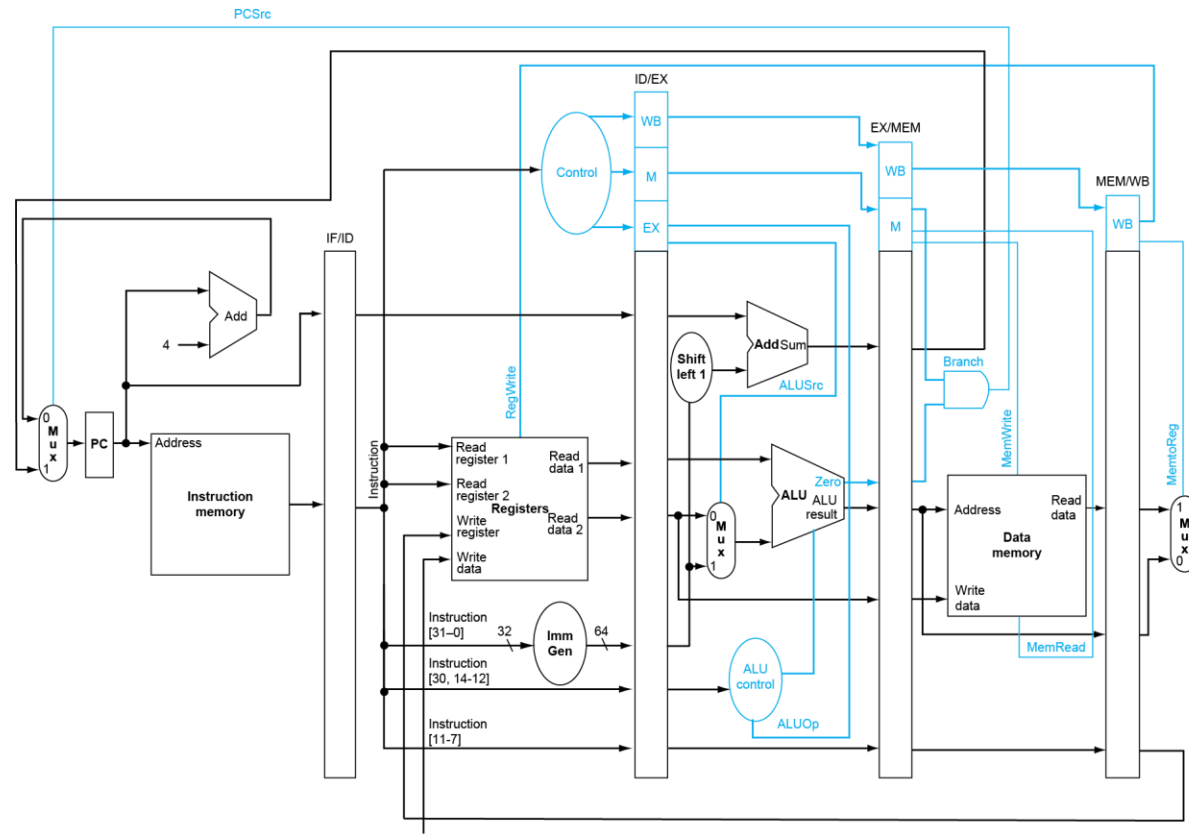 PCSrc
ID/EX
WB
EX/MEM
Control
M
WB
MEM/WB
EX
M
WB
IF/ID
Add
4
Add Sum
Shift
left 1
Branch
ALUSrc
RegWrite
MemWrite
MemtoReg
0
M
u
x
1
PC
Address
Instruction
memory
Instruction
Read
register 1
Read
register 2
Write
register
Write
data
Registers
Read
data 1
Read
data 2
0
M
u
x
1
ALU
Zero
ALU
result
Address
Read
data
Data
memory
Write
data
1
M
u
x
0
MemRead
Instruction
[31–0]
32
Imm
Gen
64
Instruction
[30, 14-12]
ALU
control
ALUOp
Instruction
[11-7]